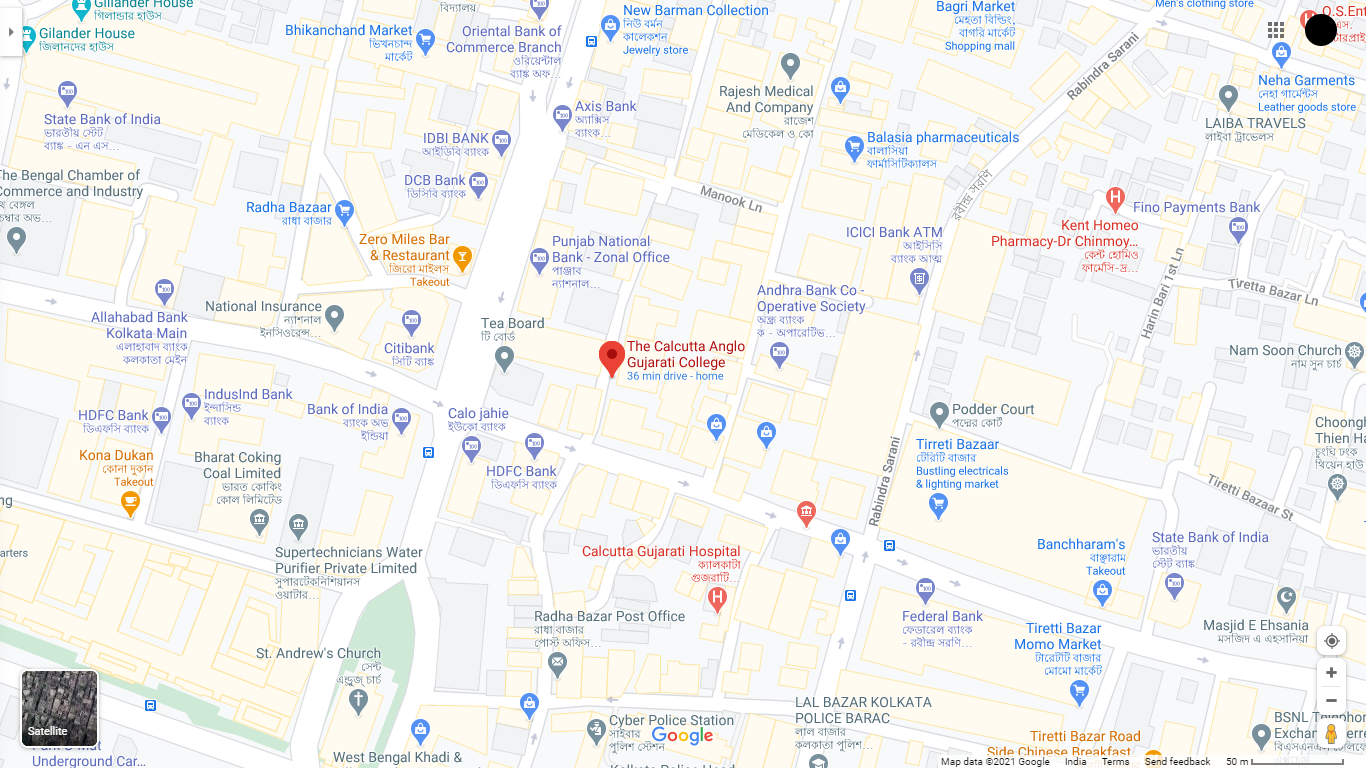 Gillander House
গিলান্ডার হাউস
Gilander House
জিলানদের হাউস
বিদ্যালয়
Bhikanchand Market
ভিখনচান্দ
মার্কেট
Oriental Bank of
Commerce Branch
ওরিয়েন্টাল
ব্যাঙ্ক অফ...
New Barman Collection
নিউ বর্মন
কালেকশন
Jewelry store
Bagri Market
মেহতা বিল্ডিং,
বাগরি মার্কেট
Shopping mall
Men's clothing store
O.S.Ent
Neha Garments
নেহা গার্মেন্টস
Leather goods store
LAIBA TRAVELS
লাইবা ট্রাভেলস
Rabindra Sarani
State Bank of India
ভারতীয় স্টেট
ব্যাঙ্ক - এন এস...
Axis Bank
অ্যাক্সিস
ব্যাংক...
Rajesh Medical
And Company
রাজেশ
মেডিকেল ও কো
IDBI BANK
আইডিবি ব্যাংক
Balasia pharmaceuticals
বালাসিয়া
ফার্মাসিটিক্যালস
The Bengal Chamber of
Commerce and Industry
থ বেঙ্গল
চেম্বার অভ...
DCB Bank
ডিসিবি ব্যাংক
Manook Ln
রবীন্দ্র সরণি
Radha Bazaar
রাধা বাজার
Zero Miles Bar
& Restaurant
জিরো মাইলস
Takeout
Punjab National
Bank - Zonal Office
পাঞ্জাব
ন্যাশনাল...
ICICI Bank ATM
আইসিসি
ব্যাংক আত্ম
Kent Homeo
Pharmacy-Dr Chinmoy...
কেন্ট হোমিও
ফার্মেসি-দ্র...
Fino Payments Bank
Harin Bari 1st Ln
Tiretta Bazar Ln
Allahabad Bank
Kolkata Main
এলাহাবাদ ব্যাংক
কলকাতা মেইন
National Insurance
ন্যাশনাল
ইনসিওরেন্স...
Citibank
সিটি ব্যাঙ্ক
Tea Board
টি বোর্ড
Andhra Bank Co -
Operative Society
অন্ধ্র ব্যাংক
ক - অপারেটিভ...
The Calcutta Anglo
Gujarati College
36 min drive - home
Nam Soon Church
নাম সুন চার্চ
HDFC Bank
ডিএফসি ব্যাংক
IndusInd Bank
ইন্দাসিন্ড
ব্যাংক
Bank of India
ব্যাংক অভ
ইন্ডিয়া
Calo jahie
ইউকো ব্যাংক
HDFC Bank
ডিএফসি ব্যাংক
Podder Court
পদ্মের কোর্ট
Choongh
Thien Ha
চুংঘি ঢংক
থিয়েন হাউ
Kona Dukan
কোনা দুকান
Takeout
Bharat Coking
Coal Limited
ভারত কোকিং
কোল লিমিটেড
Tirreti Bazaar
টেরিটি বাজার
Bustling electricals
& lighting market
Rabindra Sarani
Tiretti Bazaar St
Supertechnicians Water
Purifier Private Limited
সুপারটেকনিশিয়ানস
ওয়াটার...
Calcutta Gujarati Hospital
ক্যালকাটা
গুজরাটি...
Banchharam's
বাঞ্ছারাম
Takeout
State Bank of India
ভারতীয়
স্টেট ব্যাঙ্ক
Radha Bazar Post Office
রাধা বাজার
পোস্ট অফিস...
Federal Bank
ফেডারেল ব্যাংক
- রবীন্দ্র সরণি...
Masjid E Ehsania
মসজিদ এ এহসানিয়া
Tiretti Bazar
Momo Market
টারেটটি বাজার
মোমো মার্কেট
St. Andrew's Church
সেন্ট
এন্ড্রুজ চার্চ
Satellite
Underground Car...
West Bengal Khadi &
Cyber Police Station
সাইবার
পুলিশ স্টেশন
Google
LAL BAZAR KOLKATA
POLICE BARAC
লাল বাজার
কলকাতা পুলিশ...
Tiretti Bazar Road
Side Chinese Breakfast
BSNL Telephone
Map data ©2021 Google India Terms Send feedback 50 m